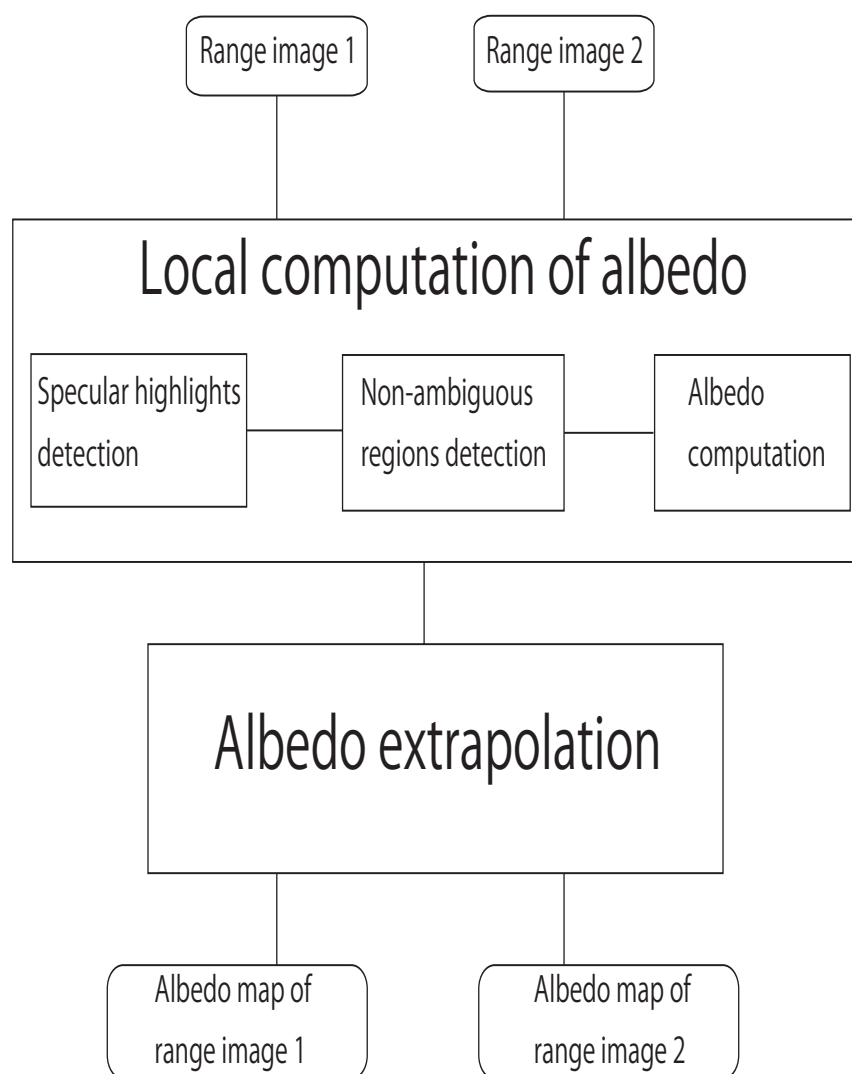 Range image 1
Range image 2
Local computation of albedo
Specular highlights
detection
Non-ambiguous
regions detection
Albedo
computation
Albedo extrapolation
Albedo map of
range image 1
Albedo map of
range image 2